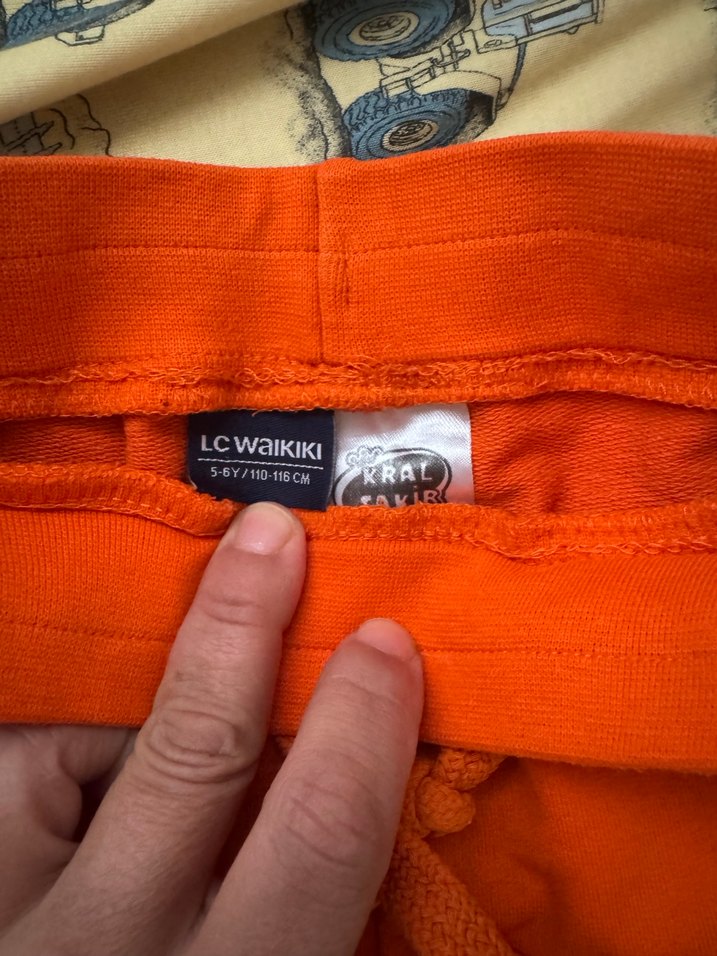 LC WAIKIKI
5-6Y/110-116 CM
KRAL
ŞAKİR